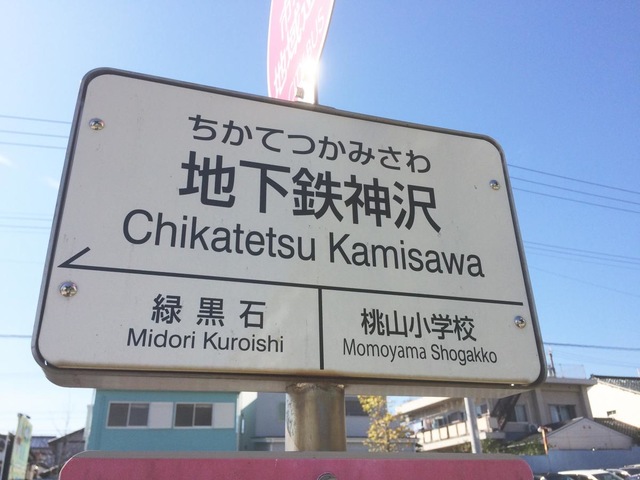 ちかてつかみさわ
地下鉄神沢
Chikatetsu Kamisawa
緑黒石
Midori Kuroishi
桃山小学校
Momoyama Shogakko